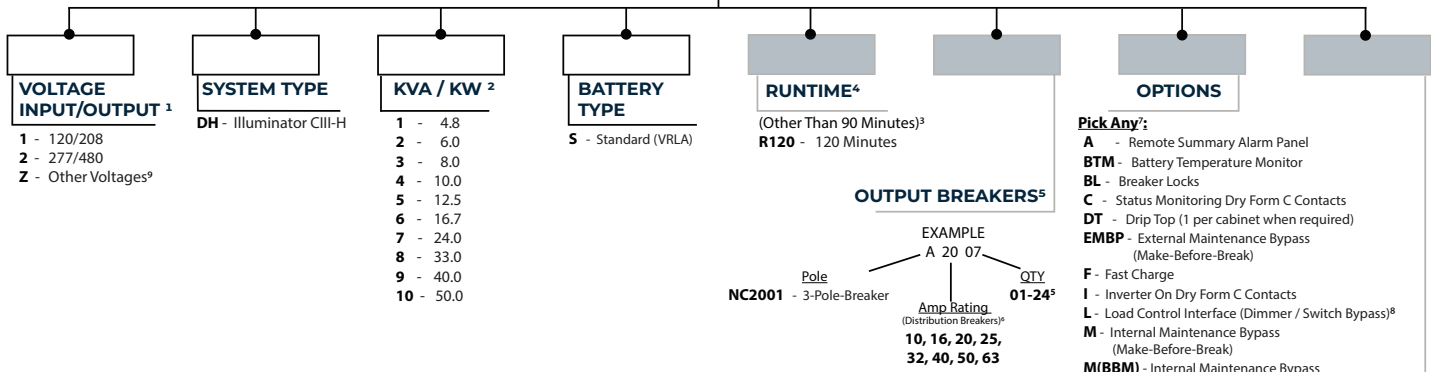 VOLTAGE
INPUT/OUTPUT ¹
1 - 120/208
2 - 277/480
Z - Other Voltages⁹
SYSTEM TYPE
DH - Illuminator CIII-H
KVA / KW ²
1 - 4.8
2 - 6.0
3 - 8.0
4 - 10.0
5 - 12.5
6 - 16.7
7 - 24.0
8 - 33.0
9 - 40.0
10 - 50.0
BATTERY
TYPE
S - Standard (VRLA)
RUNTIME⁴
(Other Than 90 Minutes)³
R120 - 120 Minutes
OUTPUT BREAKERS⁵
EXAMPLE
A 20 07
Pole
NC2001 - 3-Pole-Breaker
Amp Rating
(Distribution Breakers)⁶
10, 16, 20, 25,
32, 40, 50, 63
QTY
01-24⁵
OPTIONS
Pick Any⁷:
A - Remote Summary Alarm Panel
BTM - Battery Temperature Monitor
BL - Breaker Locks
C - Status Monitoring Dry Form C Contacts
DT - Drip Top (1 per cabinet when required)
EMBP - External Maintenance Bypass
(Make-Before-Break)
F - Fast Charge
I - Inverter On Dry Form C Contacts
L - Load Control Interface (Dimmer / Switch Bypass)⁸
M - Internal Maintenance Bypass
(Make-Before-Break)
M(BBM) - Internal Maintenance Bypass